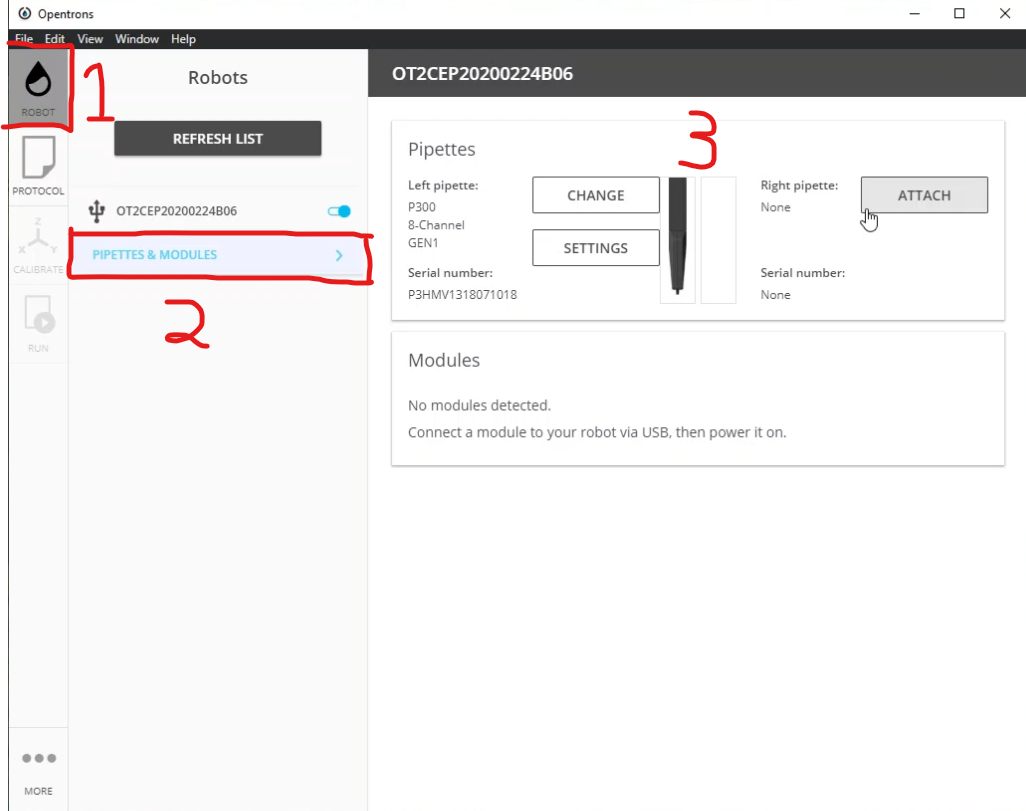 Opentrons
File Edit View Window Help
ROBOT
1
PROTOCOL
Z
X Y
CALIBRATE
RUN
MORE
Robots
REFRESH LIST
OT2CEP20200224B06
PIPETTES & MODULES
2
OT2CEP20200224B06
3
Pipettes
Left pipette:
P300
8-Channel
GEN1
Serial number:
P3HMV1318071018
CHANGE
SETTINGS
Right pipette:
None
ATTACH
Serial number:
None
Modules
No modules detected.
Connect a module to your robot via USB, then power it on.